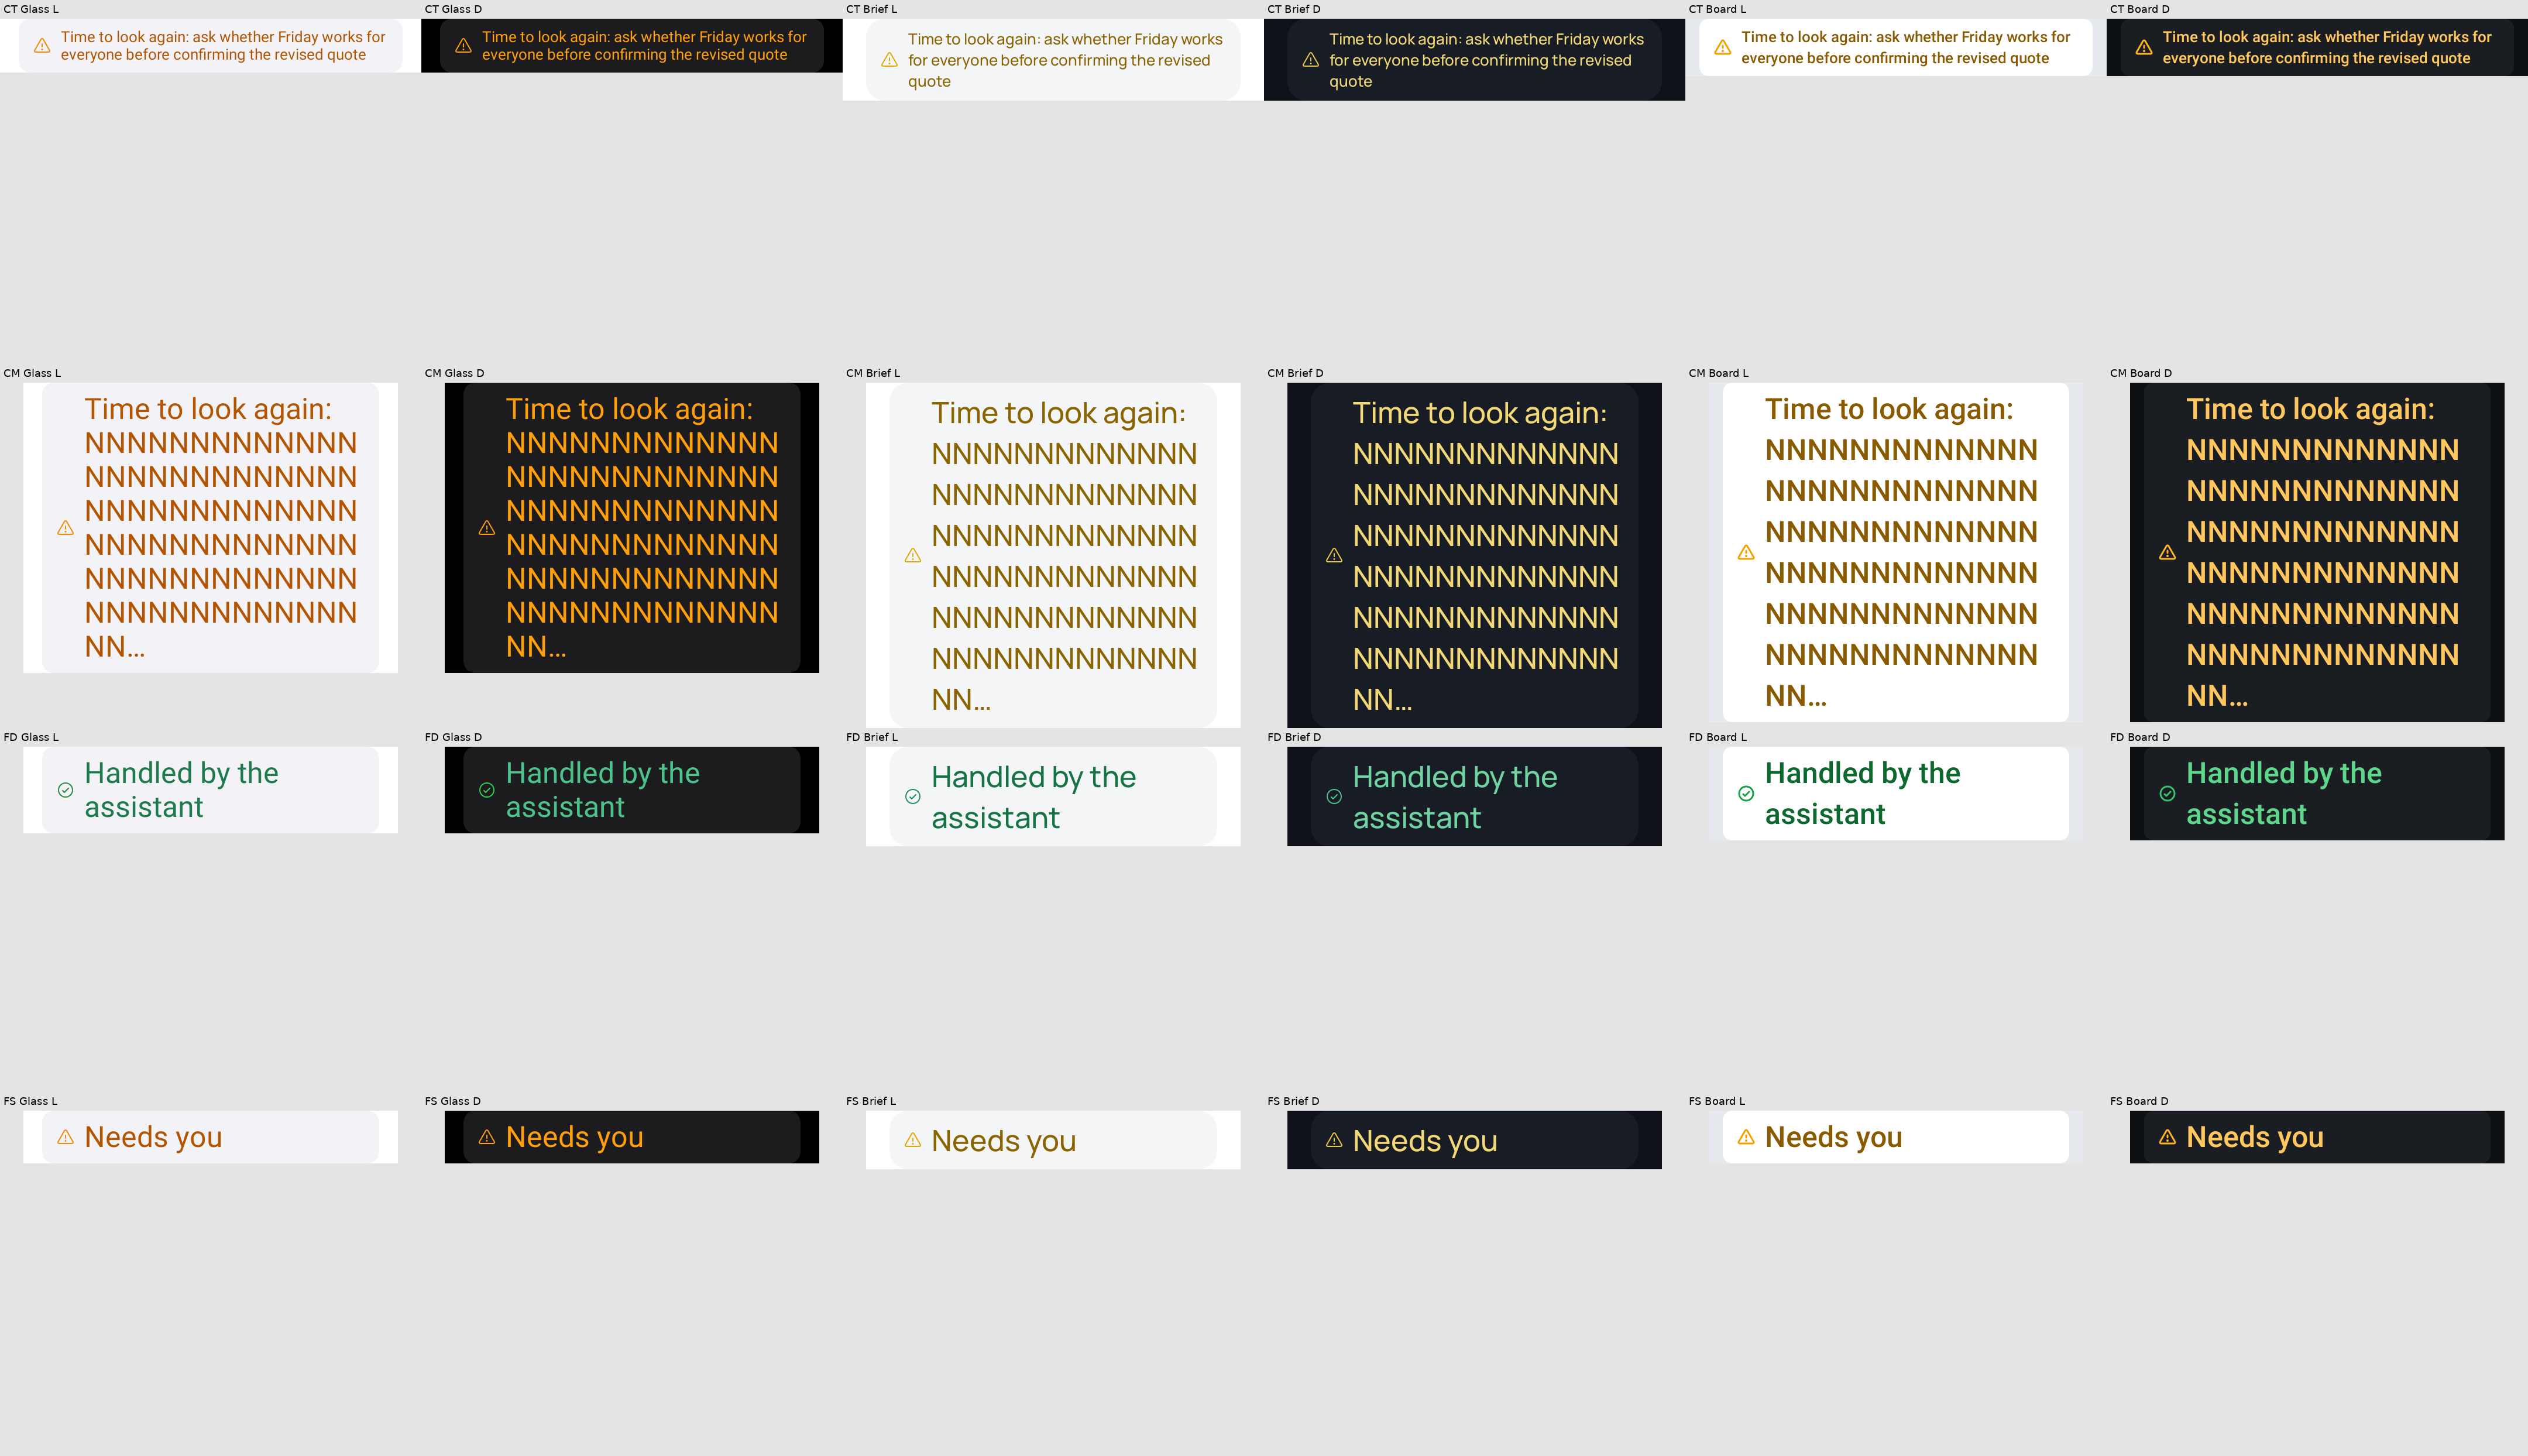 CT Glass L
Time to look again: ask whether Friday works for
everyone before confirming the revised quote
CT Glass D
Time to look again: ask whether Friday works for
everyone before confirming the revised quote
CT Brief L
Time to look again: ask whether Friday works
for everyone before confirming the revised
quote
CT Brief D
Time to look again: ask whether Friday works
for everyone before confirming the revised
quote
CT Board L
Time to look again: ask whether Friday works for
everyone before confirming the revised quote
CT Board D
Time to look again: ask whether Friday works for
everyone before confirming the revised quote
CM Glass L
Time to look again:
NNNNNNNNNNNNN
NNNNNNNNNNNNN
NNNNNNNNNNNNN
NNNNNNNNNNNNN
NNNNNNNNNNNNN
NNNNNNNNNNNNN
NN…
CM Glass D
Time to look again:
NNNNNNNNNNNNN
NNNNNNNNNNNNN
NNNNNNNNNNNNN
NNNNNNNNNNNNN
NNNNNNNNNNNNN
NNNNNNNNNNNNN
NN…
CM Brief L
Time to look again:
NNNNNNNNNNNNN
NNNNNNNNNNNNN
NNNNNNNNNNNNN
NNNNNNNNNNNNN
NNNNNNNNNNNNN
NNNNNNNNNNNNN
NN…
CM Brief D
Time to look again:
NNNNNNNNNNNNN
NNNNNNNNNNNNN
NNNNNNNNNNNNN
NNNNNNNNNNNNN
NNNNNNNNNNNNN
NNNNNNNNNNNNN
NN…
CM Board L
Time to look again:
NNNNNNNNNNNNN
NNNNNNNNNNNNN
NNNNNNNNNNNNN
NNNNNNNNNNNNN
NNNNNNNNNNNNN
NNNNNNNNNNNNN
NN…
CM Board D
Time to look again:
NNNNNNNNNNNNN
NNNNNNNNNNNNN
NNNNNNNNNNNNN
NNNNNNNNNNNNN
NNNNNNNNNNNNN
NNNNNNNNNNNNN
NN…
FD Glass L
Handled by the
assistant
FD Glass D
Handled by the
assistant
FD Brief L
Handled by the
assistant
FD Brief D
Handled by the
assistant
FD Board L
Handled by the
assistant
FD Board D
Handled by the
assistant
FS Glass L
Needs you
FS Glass D
Needs you
FS Brief L
Needs you
FS Brief D
Needs you
FS Board L
Needs you
FS Board D
Needs you